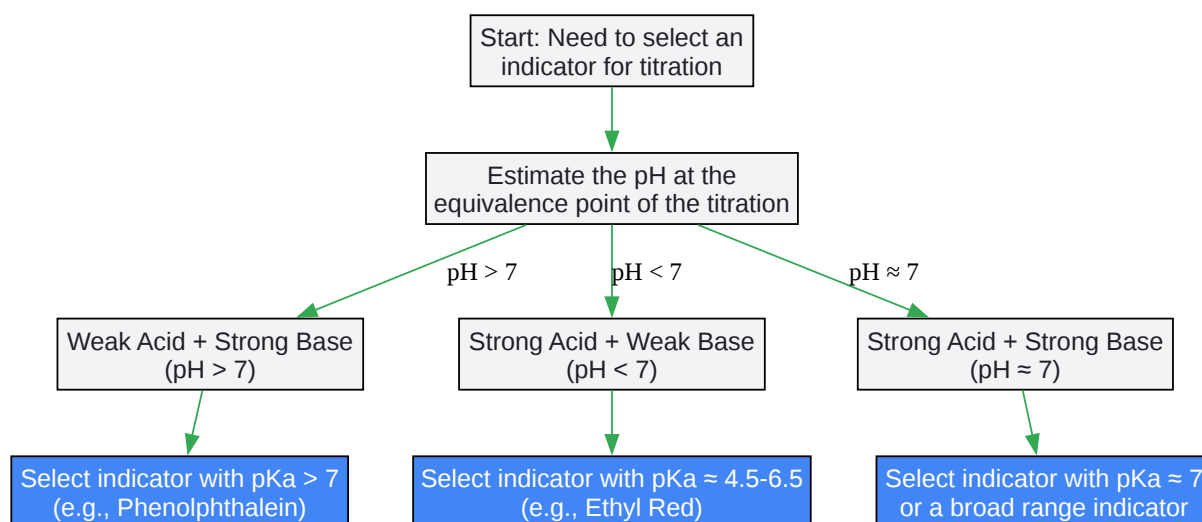 Start: Need to select an
indicator for titration
Estimate the pH at the
equivalence point of the titration
pH > 7
pH < 7
pH ≈ 7
Weak Acid + Strong Base
(pH > 7)
Strong Acid + Weak Base
(pH < 7)
Strong Acid + Strong Base
(pH ≈ 7)
Select indicator with pKa > 7
(e.g., Phenolphthalein)
Select indicator with pKa ≈ 4.5-6.5
(e.g., Ethyl Red)
Select indicator with pKa ≈ 7
or a broad range indicator